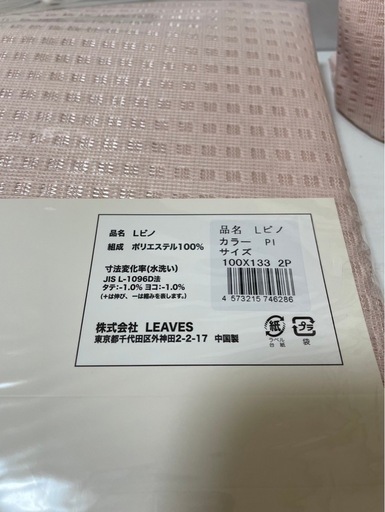 品名 Lピノ
組成 ポリエステル100%
寸法変化率(水洗い)
JIS L-1096D法
タテ:-1.0% ヨコ:-1.0%
(+は伸び、一は縮みを表します。)
株式会社 LEAVES
東京都千代田区外神田2-2-17 中国製
品名 Lピノ
カラー PI
サイズ
100X133 2P
4 573215 746286
紙
ラベル
台紙
プラ
袋